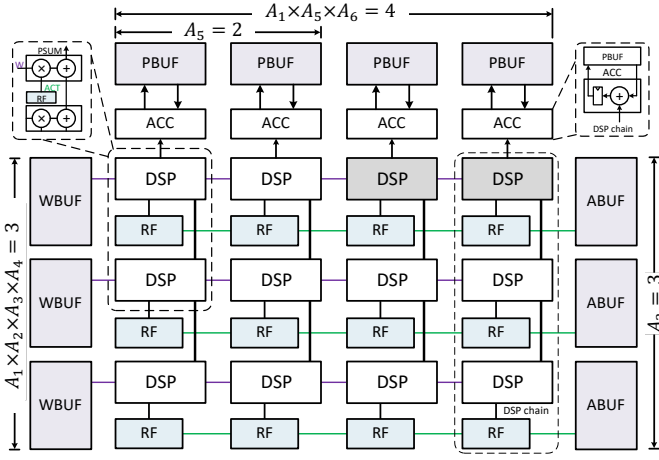 A₁×A₅×A₆ = 4
A₅ = 2
PSUM
W
ACT
RF
PBUF PBUF PBUF PBUF
PBUF
ACC
DSP chain
ACC ACC ACC ACC
WBUF DSP DSP DSP DSP ABUF
RF RF RF RF
A₁×A₂×A₃×A₄ = 3
WBUF DSP DSP DSP DSP ABUF
RF RF RF RF
A₂ = 3
WBUF DSP DSP DSP DSP ABUF
DSP chain
RF RF RF RF